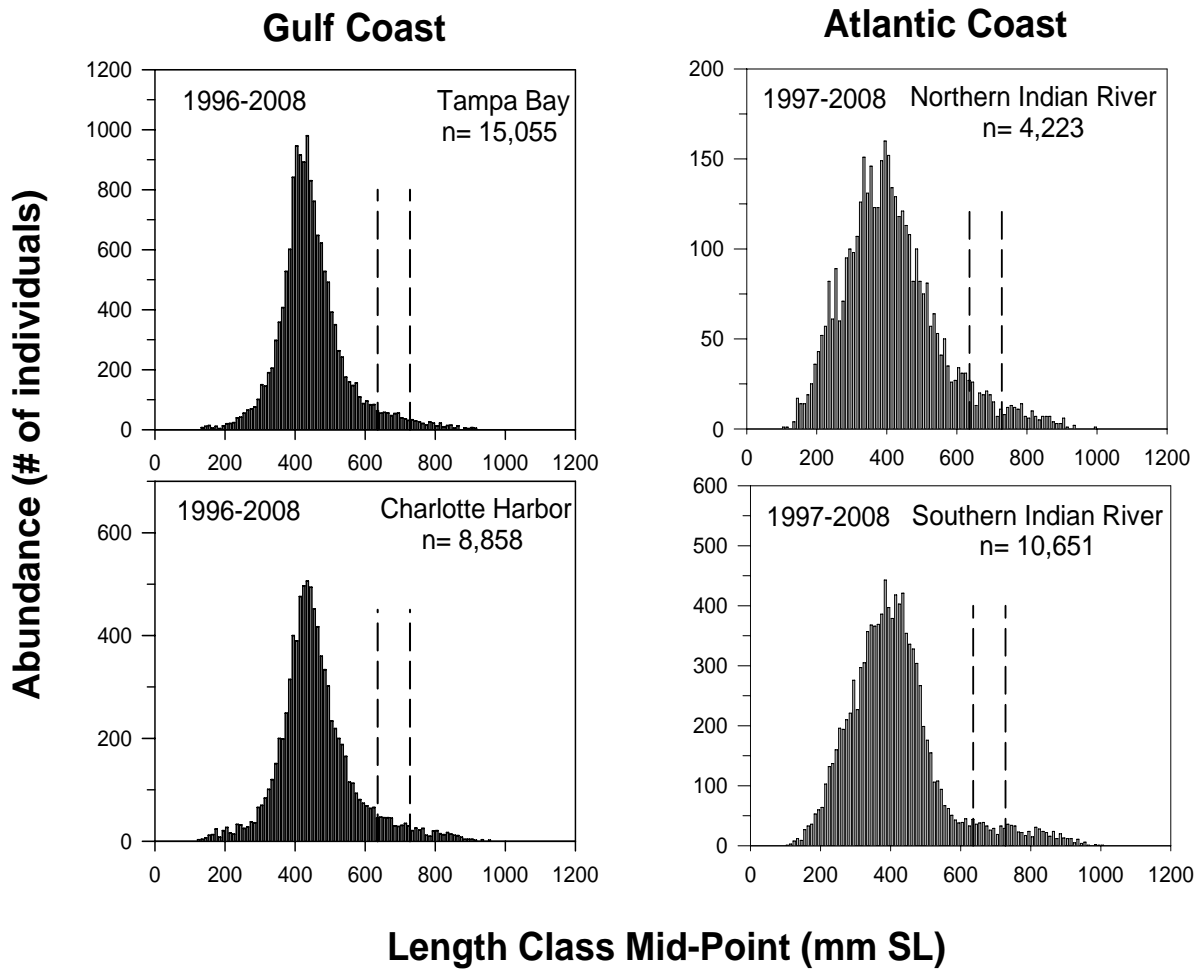 Gulf Coast
Atlantic Coast
Abundance (# of individuals)
1996-2008
Tampa Bay
n= 15,055
1200
1000
800
600
400
200
0
0 200 400 600 800 1000 1200
1997-2008
Northern Indian River
n= 4,223
200
150
100
50
0
0 200 400 600 800 1000 1200
1996-2008
Charlotte Harbor
n= 8,858
600
400
200
0
0 200 400 600 800 1000 1200
1997-2008
Southern Indian River
n= 10,651
600
500
400
300
200
100
0
0 200 400 600 800 1000 1200
Length Class Mid-Point (mm SL)